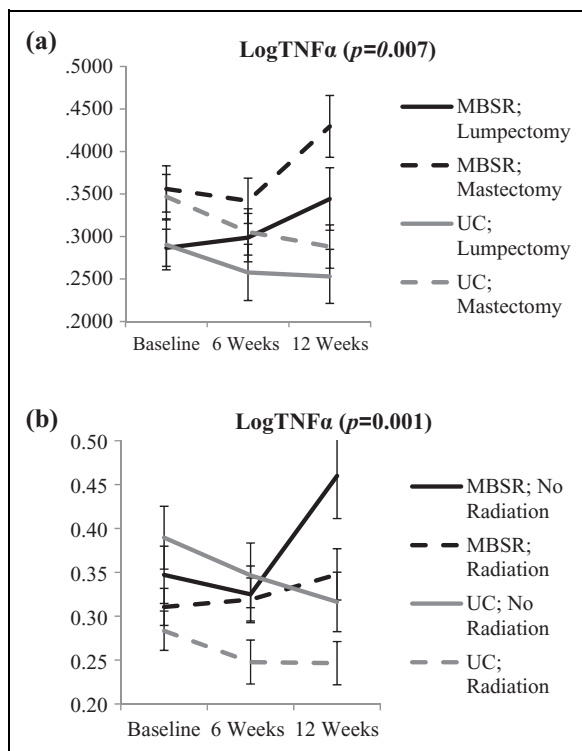 (a)
LogTNFα (p=0.007)
.5000
.4500
.4000
.3500
.3000
.2500
.2000
Baseline 6 Weeks 12 Weeks
MBSR;
Lumpectomy
MBSR;
Mastectomy
UC;
Lumpectomy
UC;
Mastectomy
(b)
LogTNFα (p=0.001)
0.50
0.45
0.40
0.35
0.30
0.25
0.20
Baseline 6 Weeks 12 Weeks
MBSR; No
Radiation
MBSR;
Radiation
UC; No
Radiation
UC;
Radiation